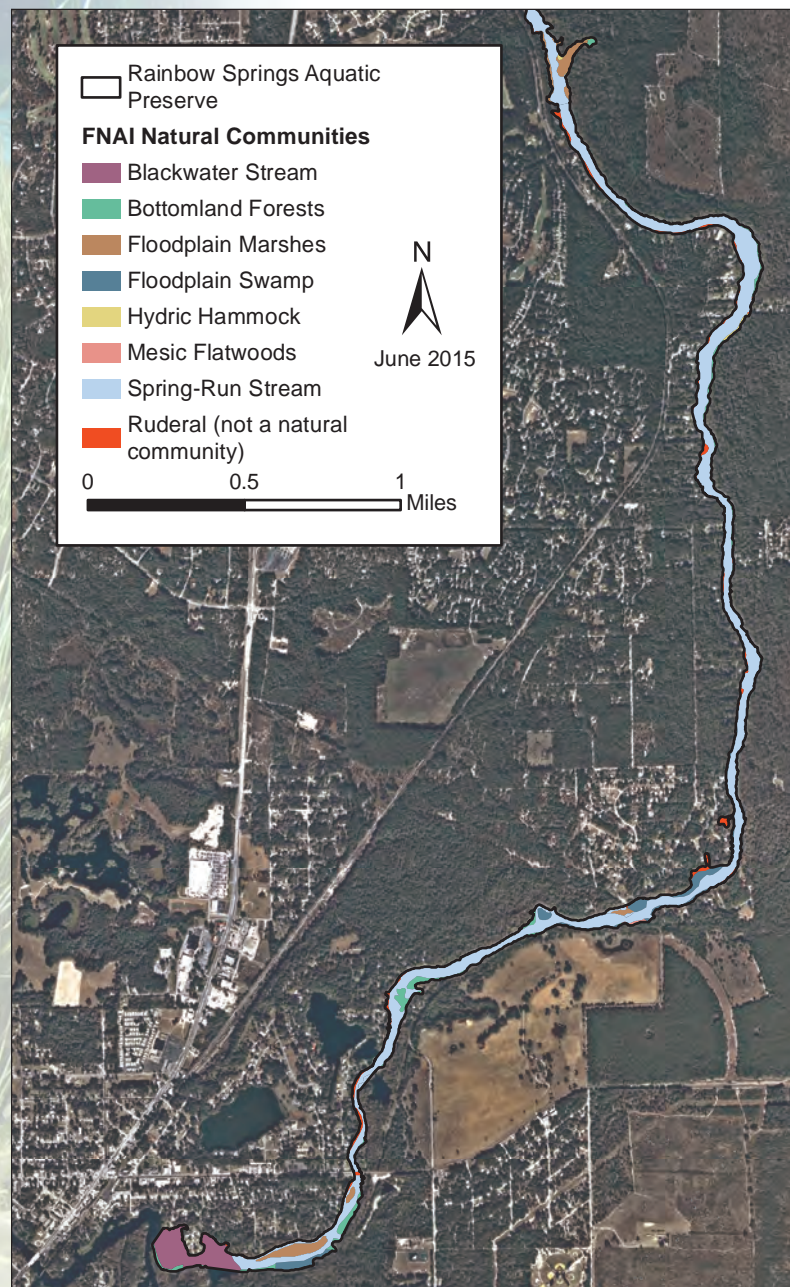 Rainbow Springs Aquatic
Preserve
FNAI Natural Communities
Blackwater Stream
Bottomland Forests
Floodplain Marshes
Floodplain Swamp
Hydric Hammock
Mesic Flatwoods
Spring-Run Stream
Ruderal (not a natural
community)
N
June 2015
0 0.5 1
Miles